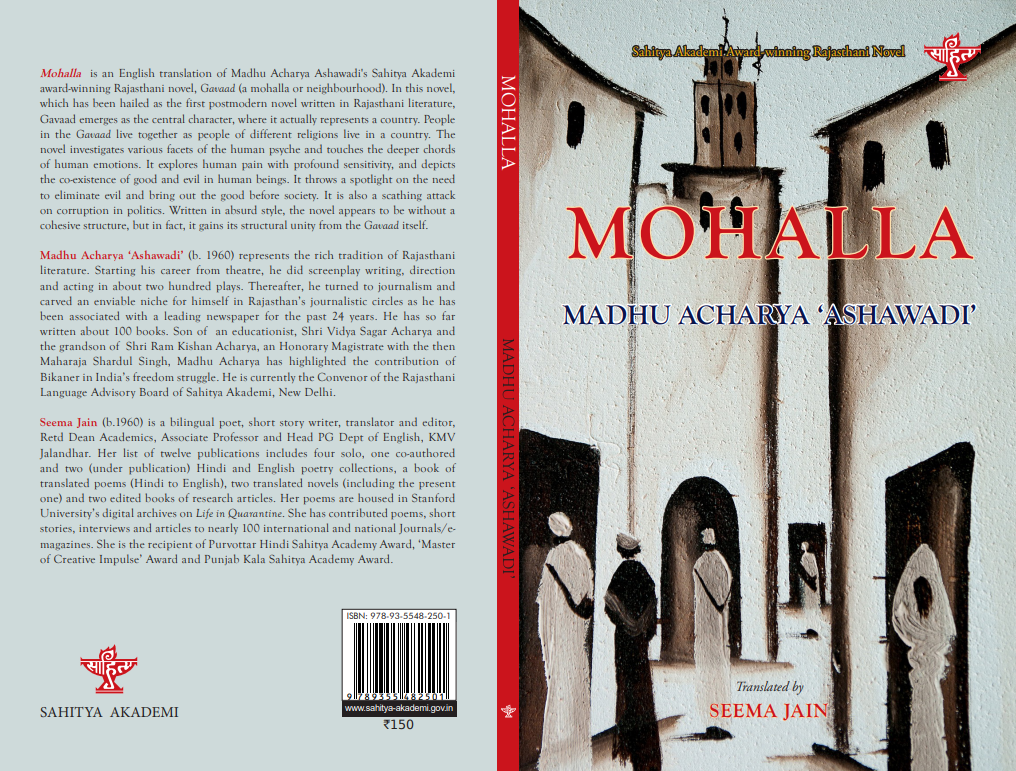 Mohalla is an English translation of Madhu Acharya Ashawadi's Sahitya Akademi
award-winning Rajasthani novel, Gavaad (a mohalla or neighbourhood). In this novel,
which has been hailed as the first postmodern novel written in Rajasthani literature,
Gavaad emerges as the central character, where it actually represents a country. People
in the Gavaad live together as people of different religions live in a country. The
novel investigates various facets of the human psyche and touches the deeper chords
of human emotions. It explores human pain with profound sensitivity, and depicts
the co-existence of good and evil in human beings. It throws a spotlight on the need
to eliminate evil and bring out the good before society. It is also a scathing attack
on corruption in politics. Written in absurd style, the novel appears to be without a
cohesive structure, but in fact, it gains its structural unity from the Gavaad itself.
Madhu Acharya ‘Ashawadi’ (b. 1960) represents the rich tradition of Rajasthani
literature. Starting his career from theatre, he did screenplay writing, direction
and acting in about two hundred plays. Thereafter, he turned to journalism and
carved an enviable niche for himself in Rajasthan’s journalistic circles as he has
been associated with a leading newspaper for the past 24 years. He has so far
written about 100 books. Son of an educationist, Shri Vidya Sagar Acharya and
the grandson of Shri Ram Kishan Acharya, an Honorary Magistrate with the then
Maharaja Shardul Singh, Madhu Acharya has highlighted the contribution of
Bikaner in India’s freedom struggle. He is currently the Convenor of the Rajasthani
Language Advisory Board of Sahitya Akademi, New Delhi.
Seema Jain (b.1960) is a bilingual poet, short story writer, translator and editor,
Retd Dean Academics, Associate Professor and Head PG Dept of English, KMV
Jalandhar. Her list of twelve publications includes four solo, one co-authored
and two (under publication) Hindi and English poetry collections, a book of
translated poems (Hindi to English), two translated novels (including the present
one) and two edited books of research articles. Her poems are housed in Stanford
University’s digital archives on Life in Quarantine. She has contributed poems, short
stories, interviews and articles to nearly 100 international and national Journals/e-
magazines. She is the recipient of Purvottar Hindi Sahitya Academy Award, ‘Master
of Creative Impulse’ Award and Punjab Kala Sahitya Academy Award.
साहित्य
SAHITYA AKADEMI
ISBN: 978-93-5548-250-1
9 789355 482501
www.sahitya-akademi.gov.in
₹150
MOHALLA
MADHU ACHARYA ‘ASHAWADI’
Sahitya Akademi Award-winning Rajasthani Novel
साहित्य
MOHALLA
MADHU ACHARYA ‘ASHAWADI’
Translated by
SEEMA JAIN